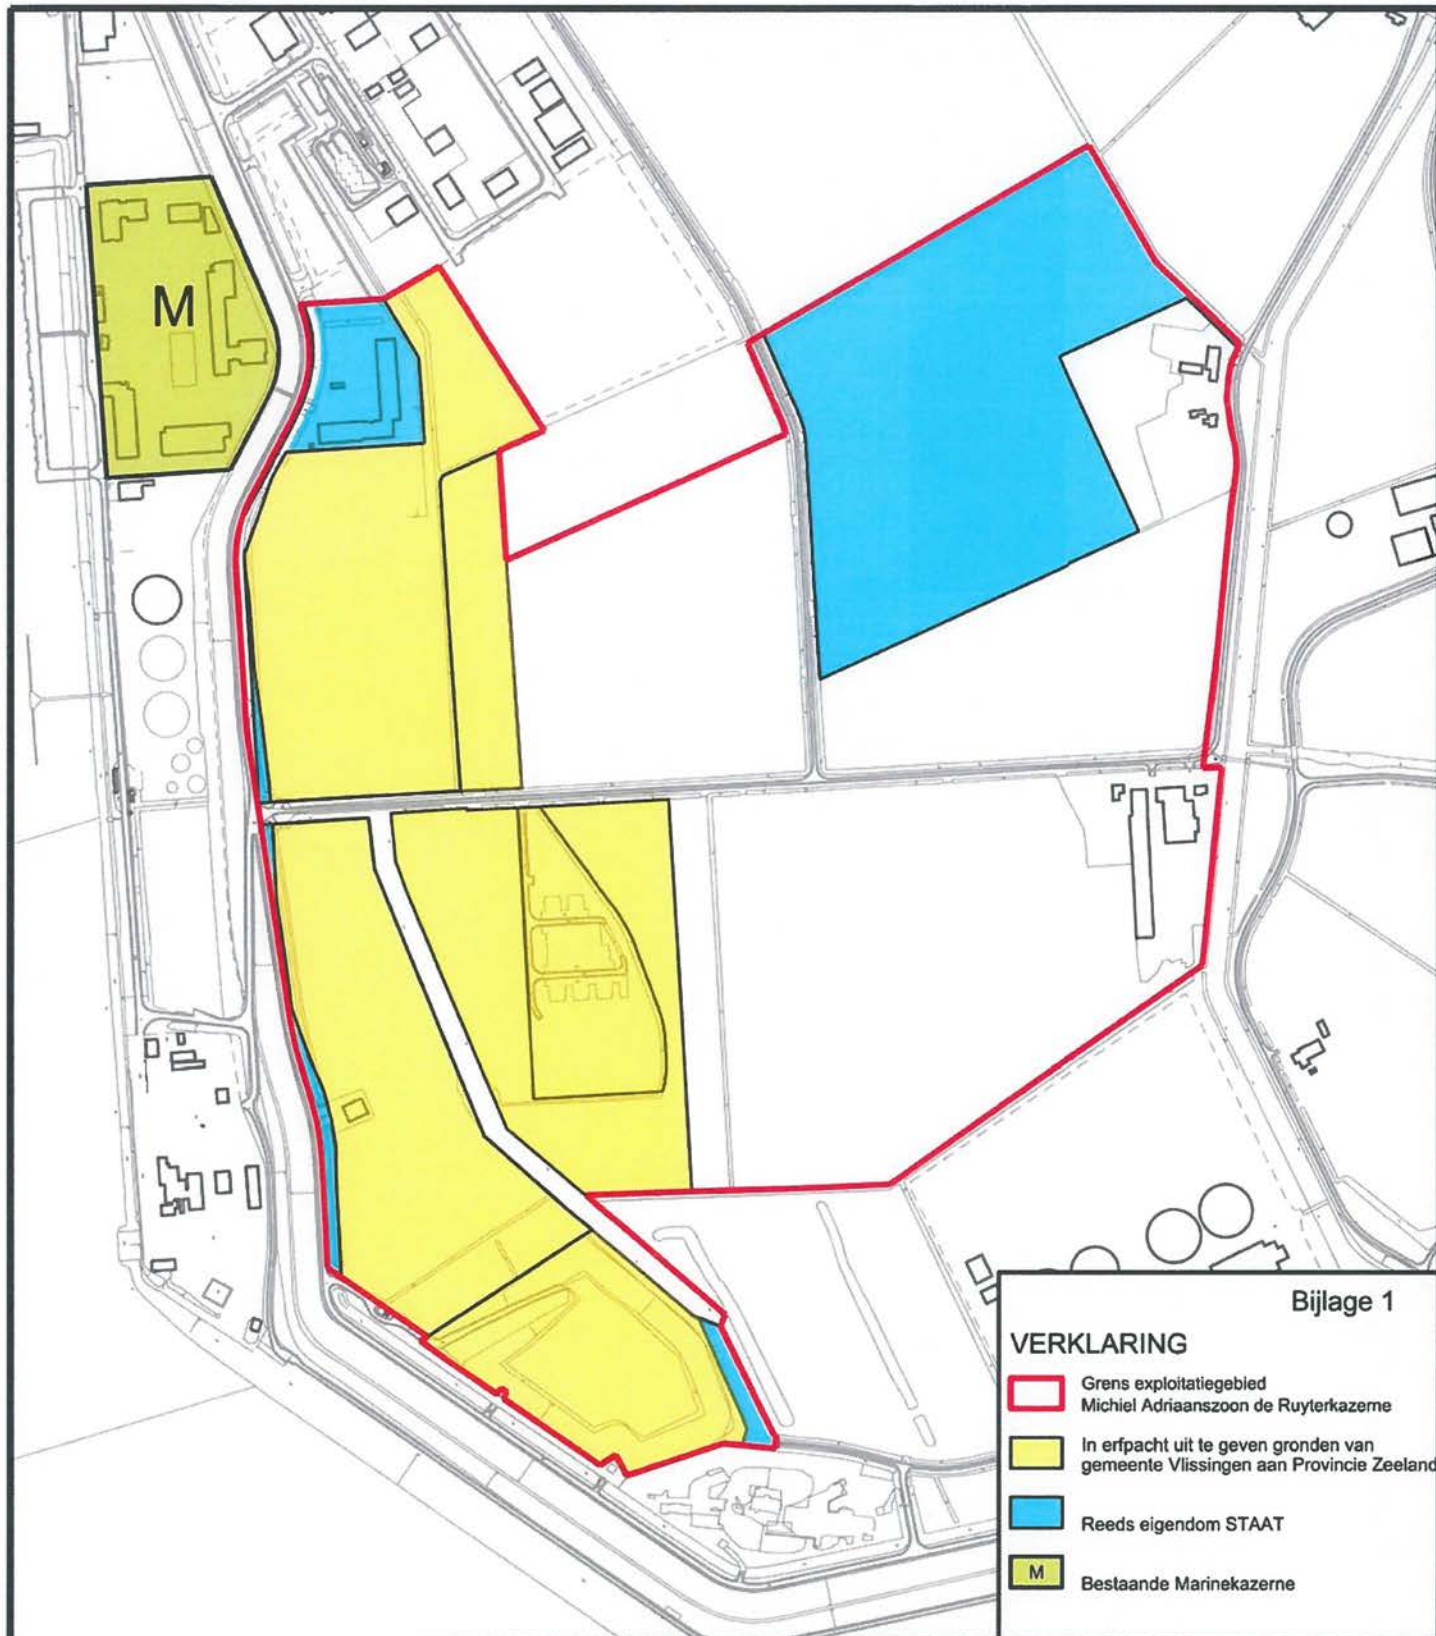 M
Bijlage 1
VERKLARING
Grens exploitatiegebied
Michiel Adriaanszoon de Ruyterkazerne
In erfpacht uit te geven gronden van
gemeente Vlissingen aan Provincie Zeeland
Reeds eigendom STAAT
M
Bestaande Marinekazerne